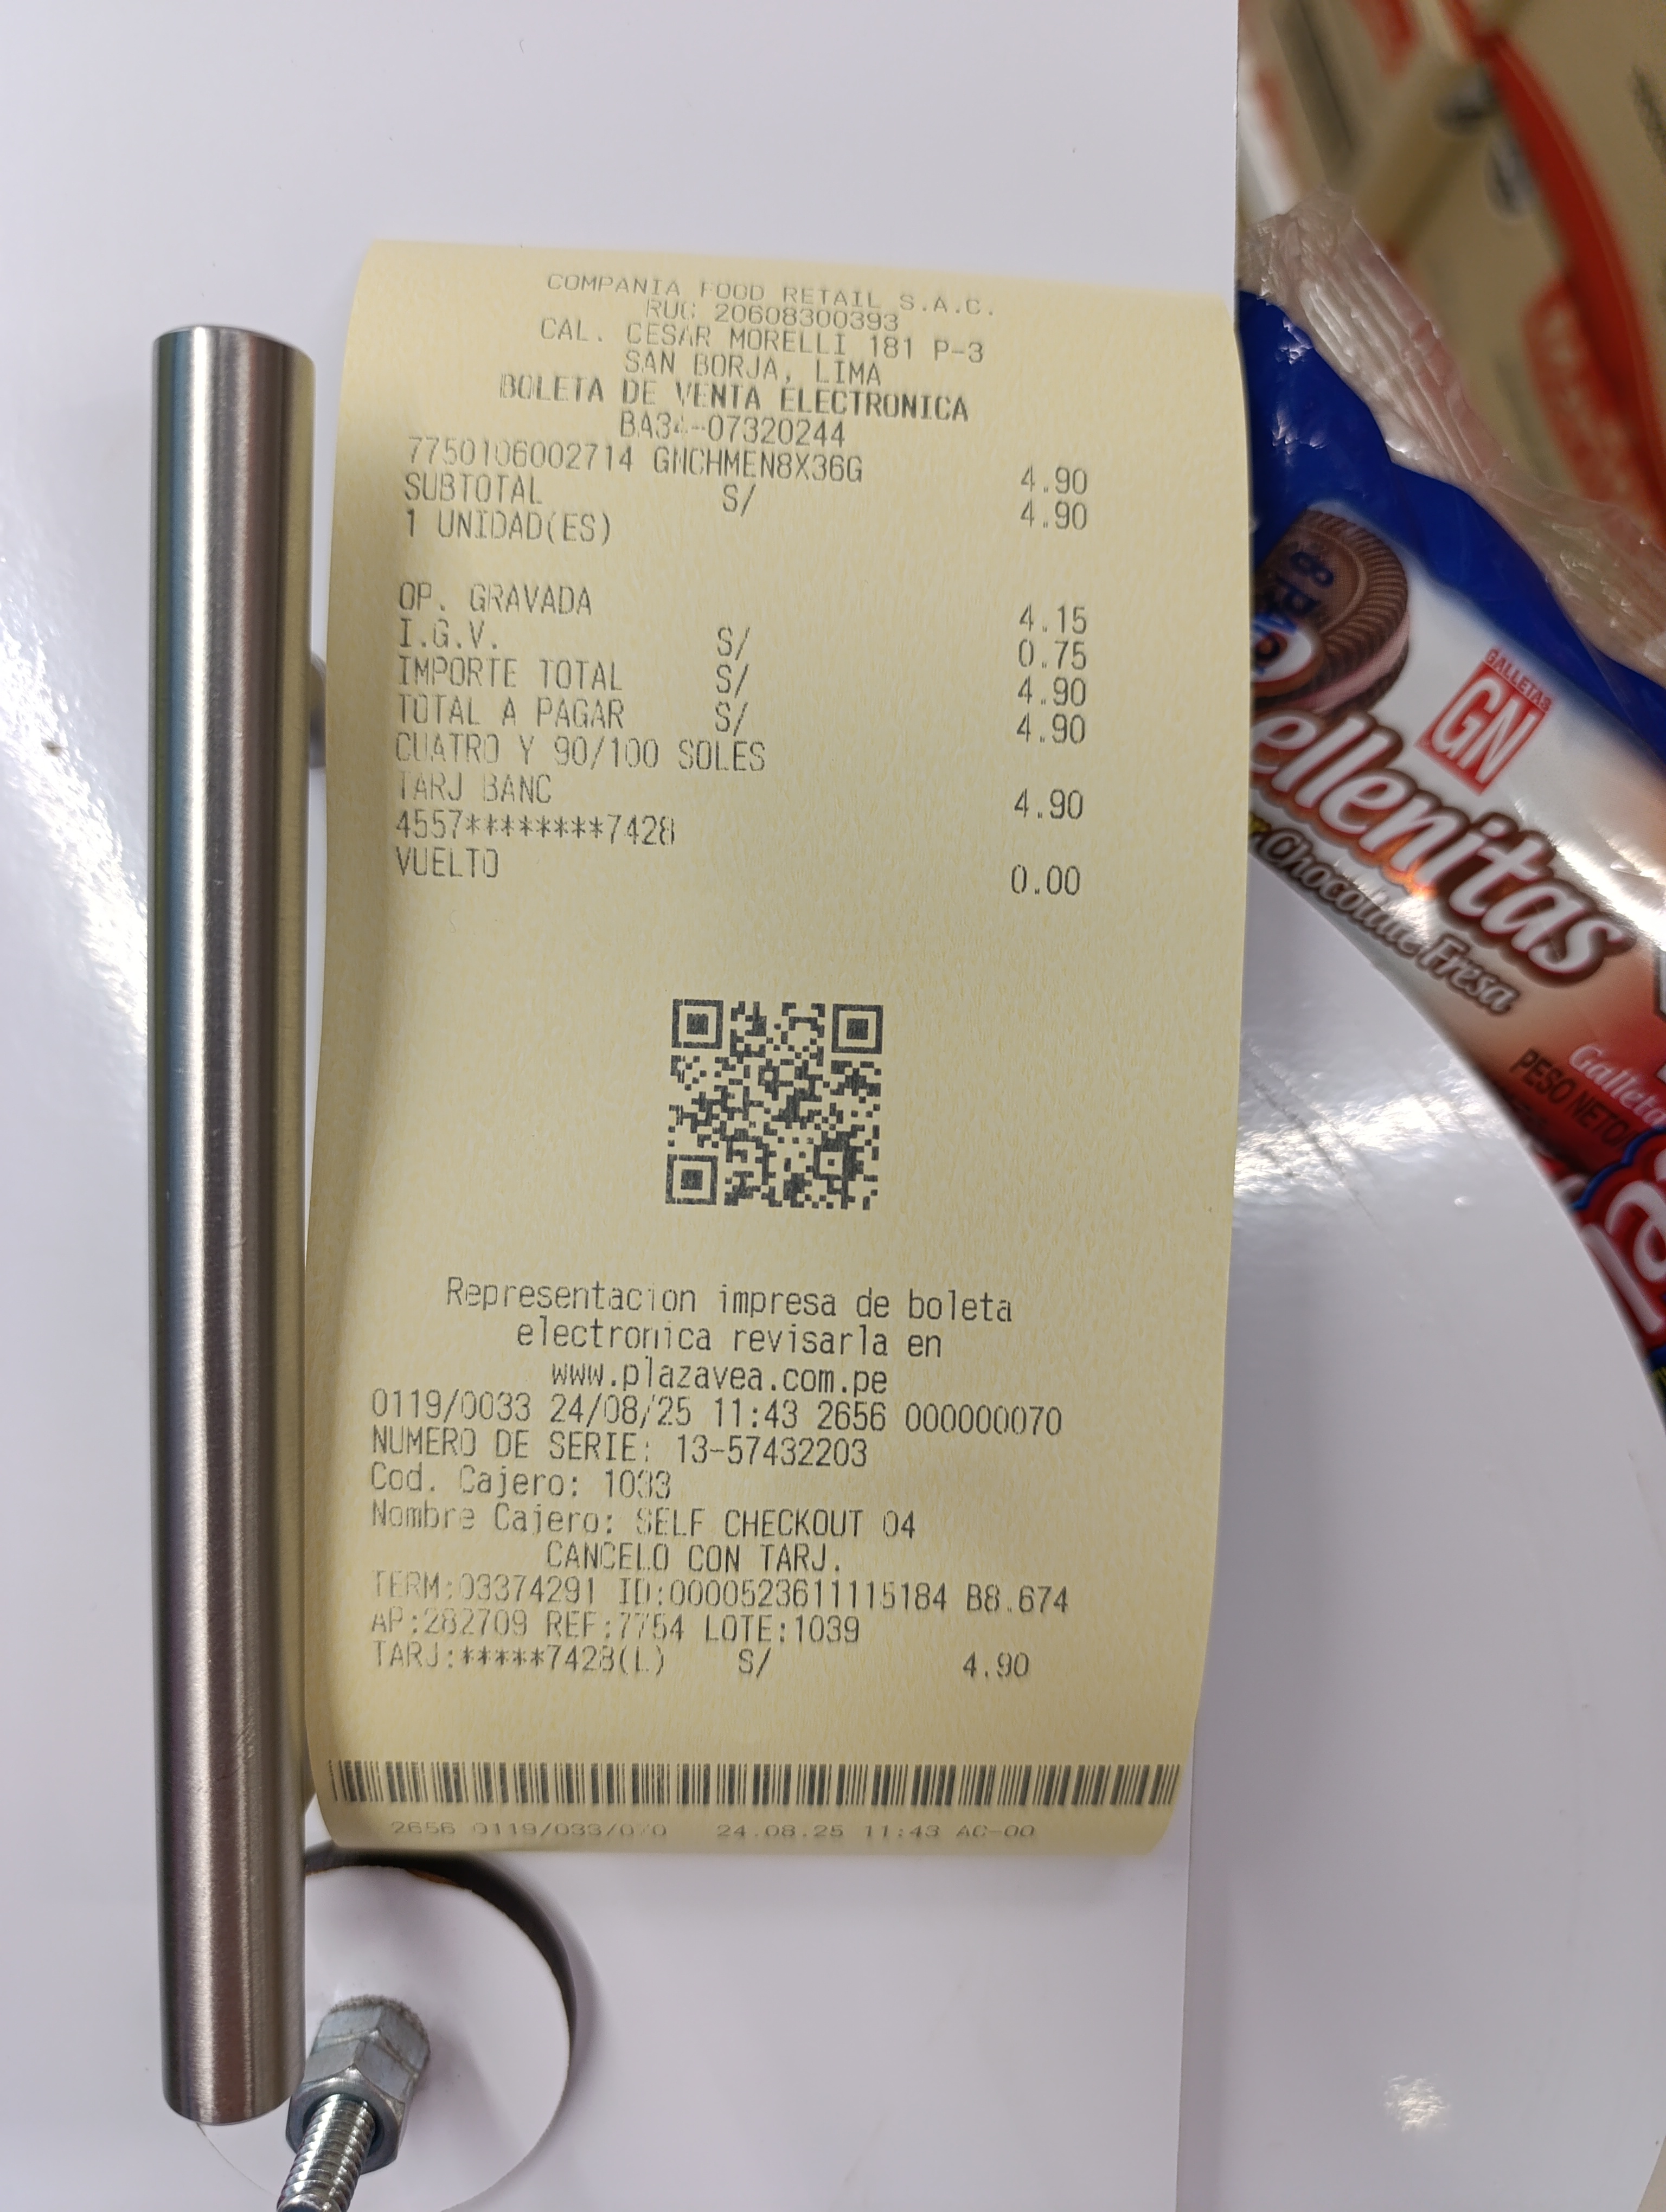 COMPANIA FOOD RETAIL S.A.C.
RUC 20608300393
CAL. CESAR MORELLI 181 P-3
SAN BORJA, LIMA
BOLETA DE VENTA ELECTRONICA
BA34-07320244
7750106002714 GNCHMEN8X36G 4.90
SUBTOTAL S/ 4.90
1 UNIDAD(ES)
OP. GRAVADA 4.15
I.G.V. S/ 0.75
IMPORTE TOTAL S/ 4.90
TOTAL A PAGAR S/ 4.90
CUATRO Y 90/100 SOLES
TARJ BANC 4.90
4557********7428
VUELTO 0.00
Representacion impresa de boleta
electronica revisarla en
www.plazavea.com.pe
0119/0033 24/08/25 11:43 2656 000000070
NUMERO DE SERIE: 13-57432203
Cod. Cajero: 1033
Nombre Cajero: SELF CHECKOUT 04
CANCELO CON TARJ.
TERM:03374291 ID:0000523611115184 B8.674
AP:282709 REF:7754 LOTE:1039
TARJ:*****7428(L) S/ 4.90
2656 0119/033/070 24.08.25 11:43 AC-00
GALLETAS
GN
ellenitas
Chocolate Fresa
Galleta
PESO NETO